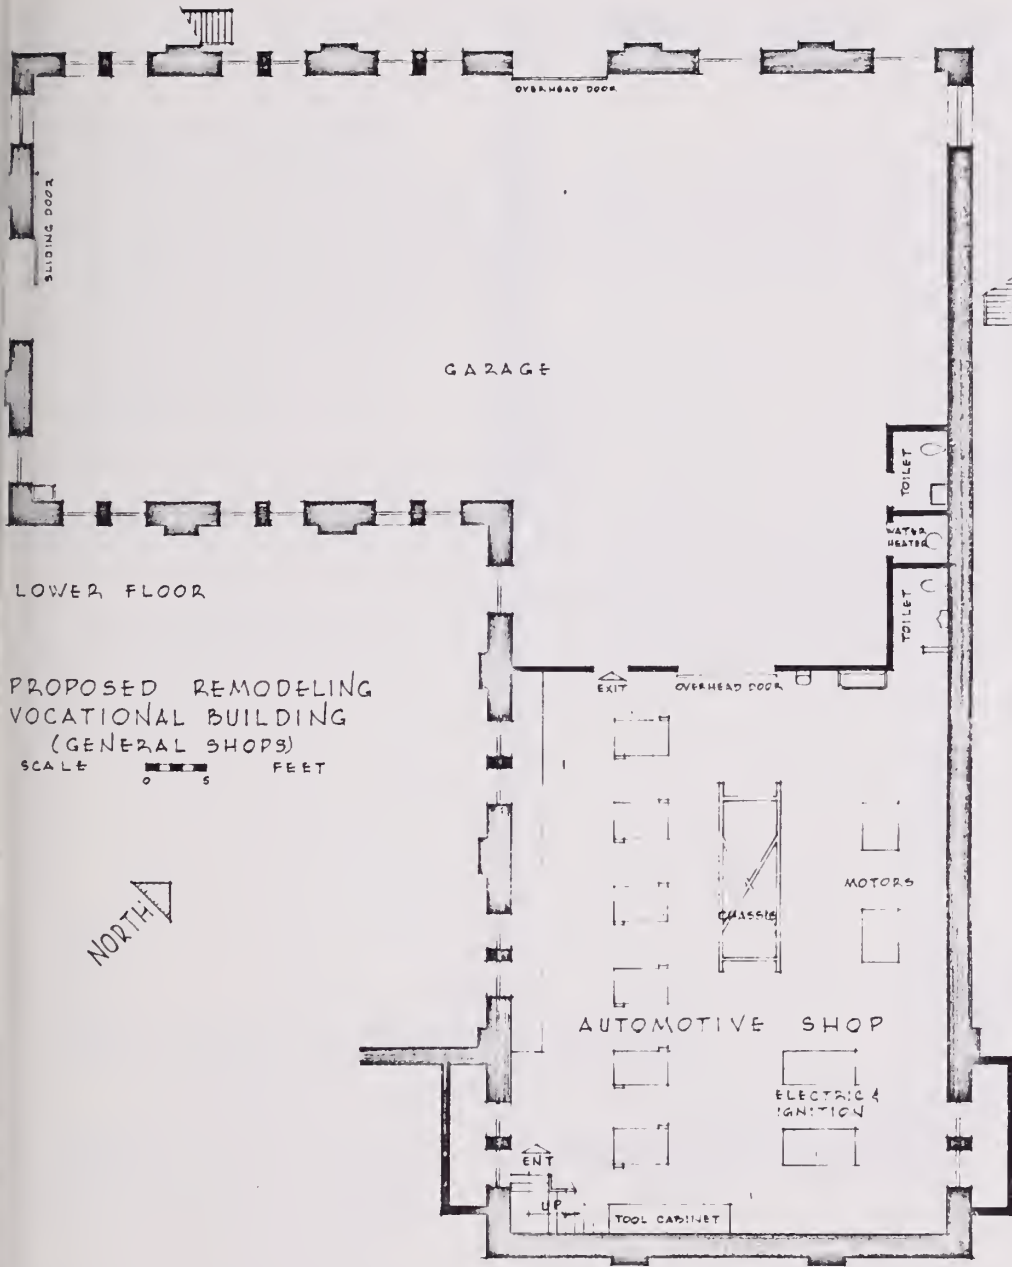 OVERHEAD DOOR
SLIDING DOOR
GARAGE
TOILET
WATER
HEATER
TOILET
LOWER FLOOR
PROPOSED REMODELING
VOCATIONAL BUILDING
(GENERAL SHOPS)
SCALE 0 5 FEET
NORTH
EXIT
OVERHEAD DOOR
MOTORS
CHASSIS
AUTOMOTIVE SHOP
ELECTRIC &
IGNITION
ENT
UP
TOOL CABINET